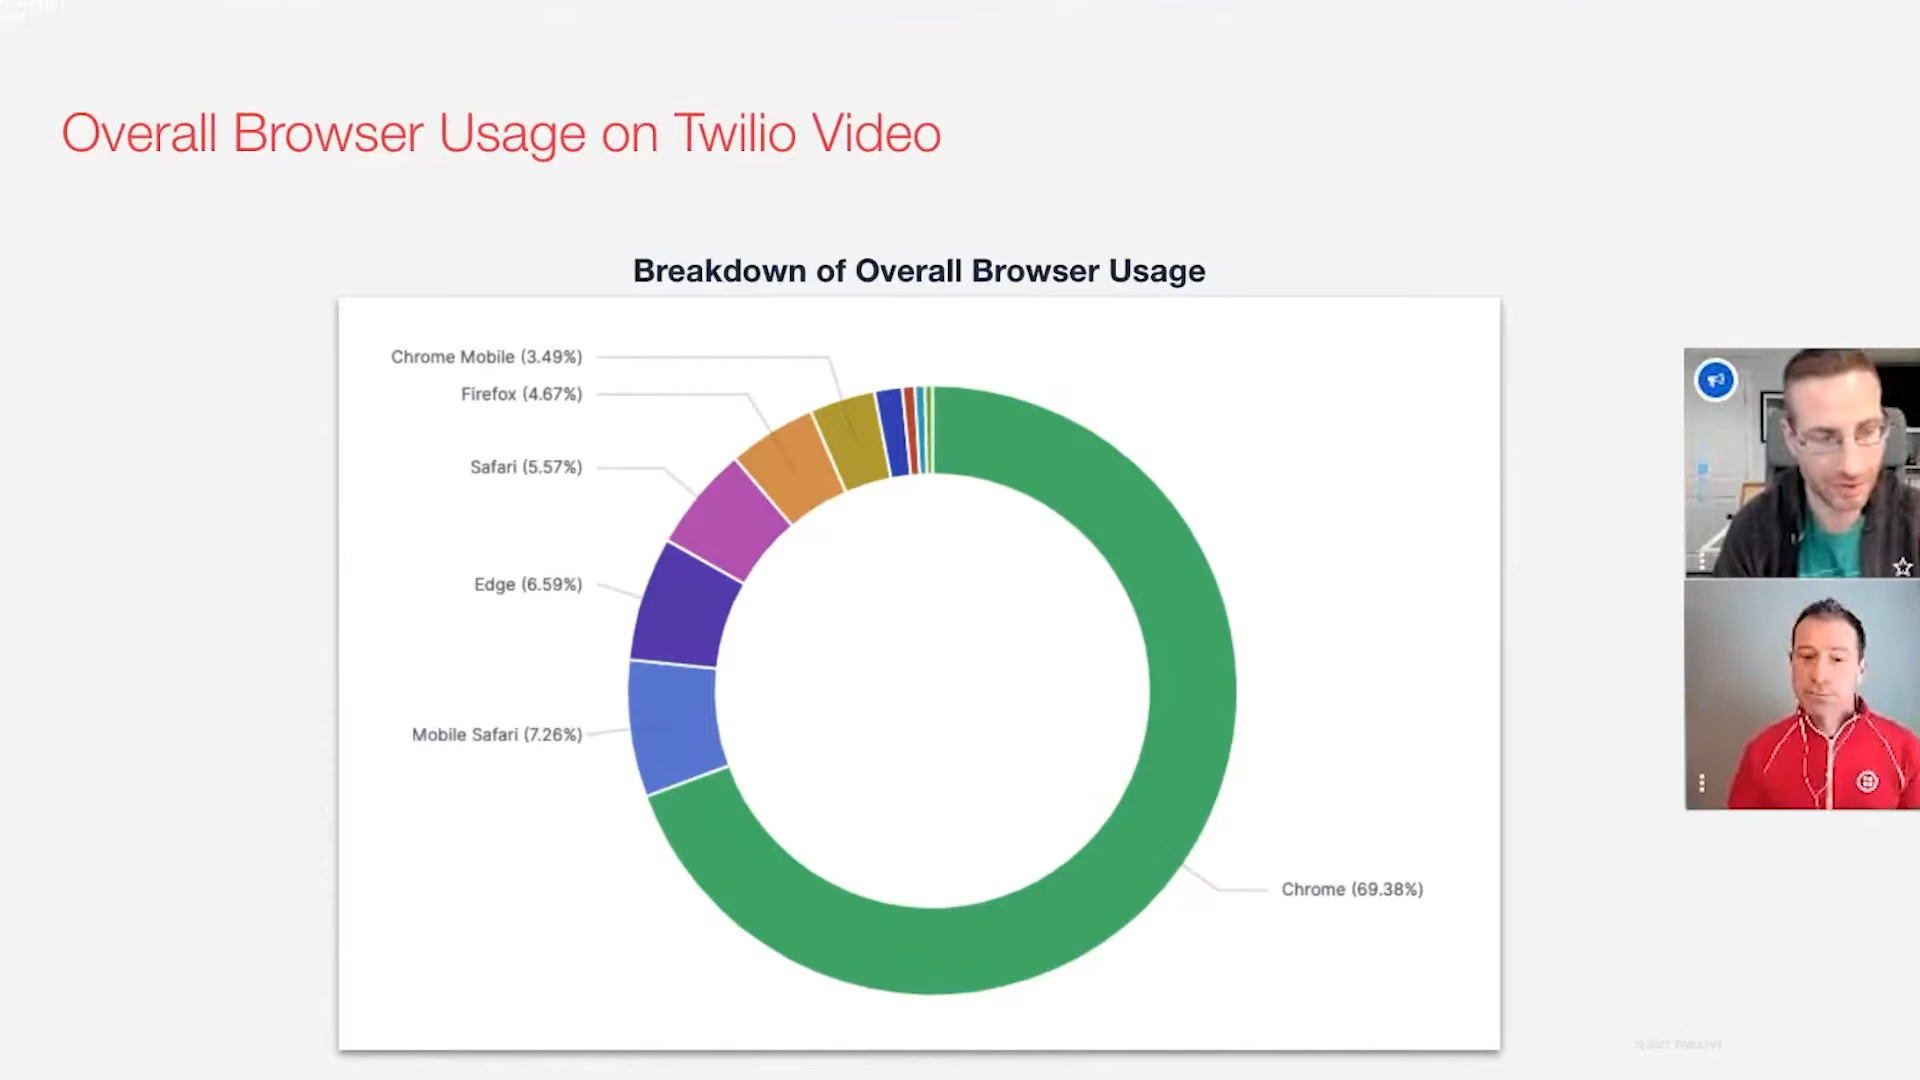 Overall Browser Usage on Twilio Video
Breakdown of Overall Browser Usage
Chrome Mobile (3.49%)
Firefox (4.67%)
Safari (5.57%)
Edge (6.59%)
Mobile Safari (7.26%)
Chrome (69.38%)